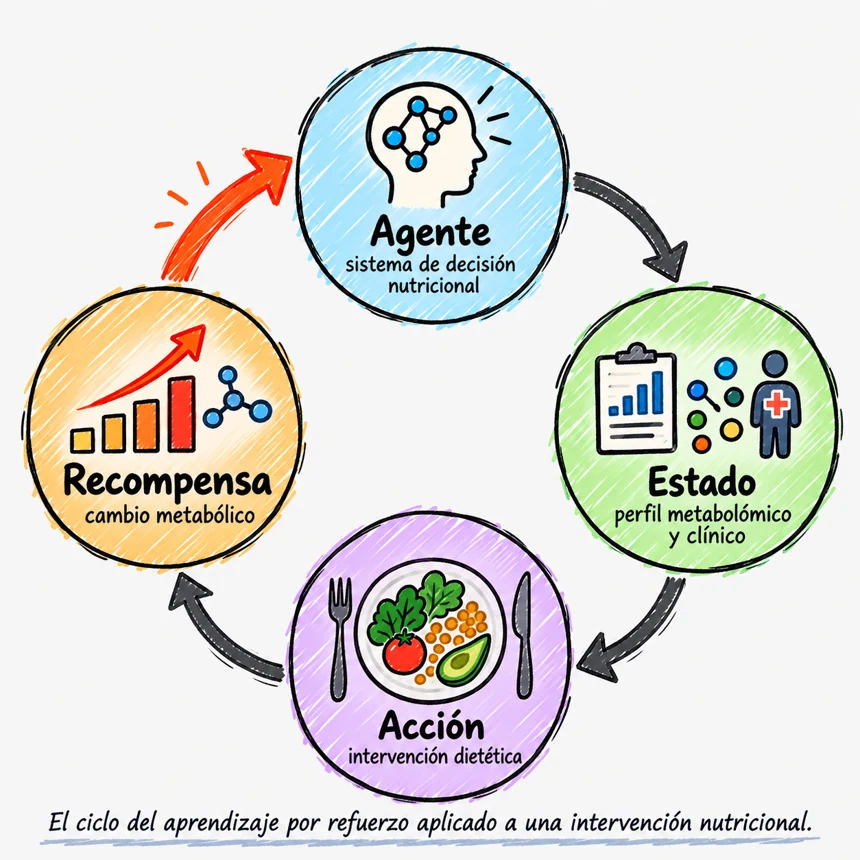 Agente
sistema de decisión
nutricional
Estado
perfil metabolómico
y clínico
Acción
intervención dietética
Recompensa
cambio metabólico
El ciclo del aprendizaje por refuerzo aplicado a una intervención nutricional.